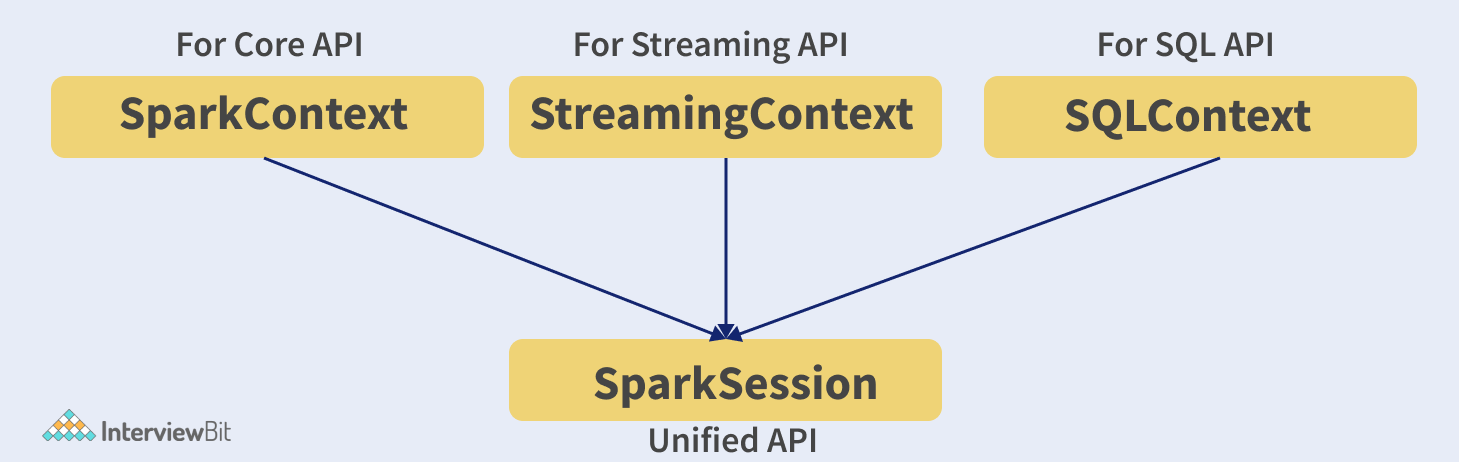 For Core API
SparkContext
For Streaming API
StreamingContext
For SQL API
SQLContext
SparkSession
Unified API
InterviewBit